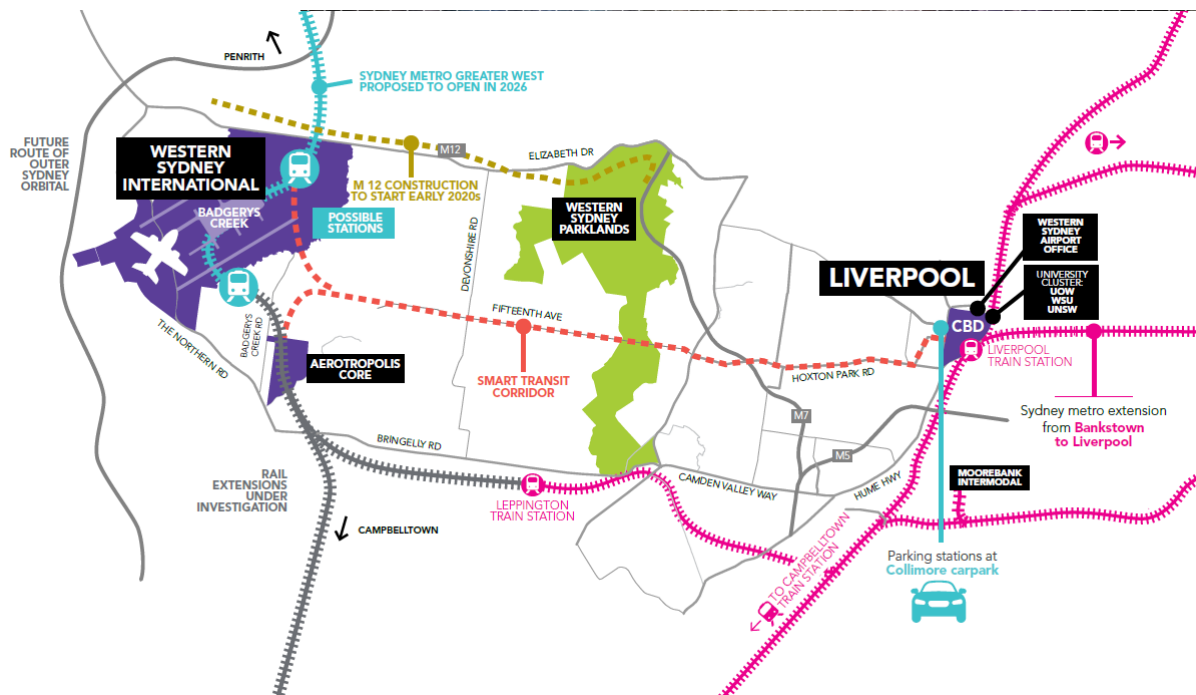 PENRITH
SYDNEY METRO GREATER WEST
PROPOSED TO OPEN IN 2026
FUTURE
ROUTE OF
OUTER
SYDNEY
ORBITAL
WESTERN
SYDNEY
INTERNATIONAL
BADGERYS
CREEK
POSSIBLE
STATIONS
M12
ELIZABETH DR
M 12 CONSTRUCTION
TO START EARLY 2020s
WESTERN
SYDNEY
PARKLANDS
DEVONSHIRE RD
WESTERN
SYDNEY
AIRPORT
OFFICE
LIVERPOOL
UNIVERSITY
CLUSTER:
UOW
WSU
UNSW
CBD
LIVERPOOL
TRAIN STATION
THE NORTHERN RD
BADGERYS
CREEK RD
FIFTEENTH AVE
AEROTROPOLIS
CORE
SMART TRANSIT
CORRIDOR
HOXTON PARK RD
Sydney metro extension
from Bankstown
to Liverpool
M7
M5
BRINGELLY RD
CAMDEN VALLEY WAY
HUME HWY
MOOREBANK
INTERMODAL
RAIL
EXTENSIONS
UNDER
INVESTIGATION
LEPPINGTON
TRAIN STATION
CAMPBELLTOWN
TO CAMPBELLTOWN
TRAIN STATION
Parking stations at
Collimore carpark